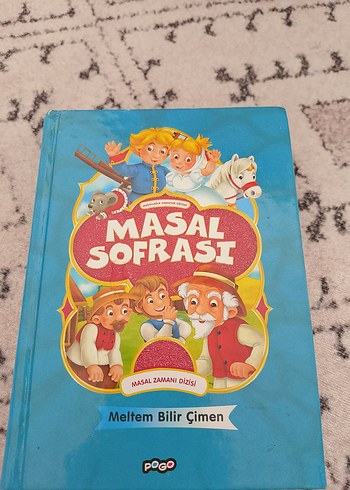 MASAL
SOFRASI
MASAL ZAMANI DİZİSİ
Meltem Bilir Çimen
POGO